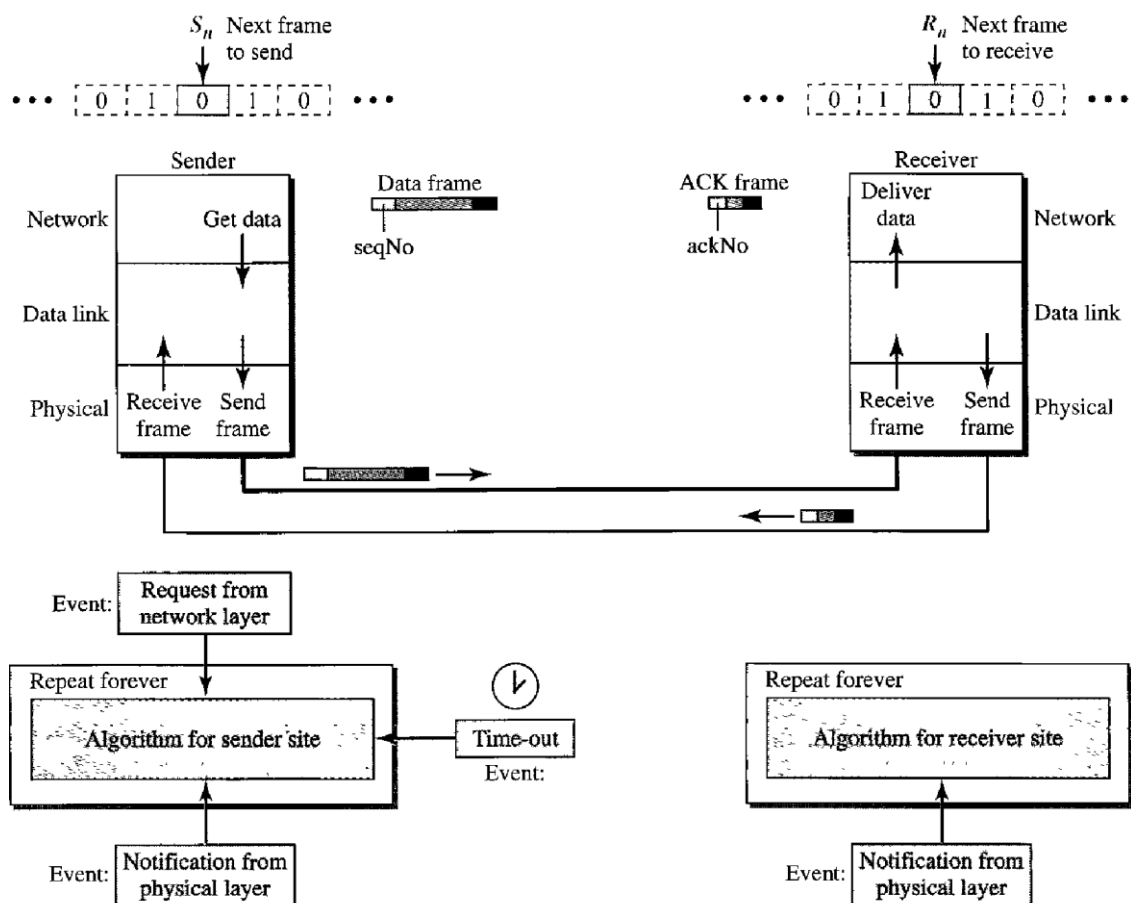 Sn Next frame
to send
Rn Next frame
to receive
••• 0 1 0 1 0 •••
••• 0 1 0 1 0 •••
Sender
Receiver
Data frame
ACK frame
seqNo
ackNo
Network
Get data
Deliver
data
Network
Data link
Data link
Physical
Receive
frame
Send
frame
Receive
frame
Send
frame
Physical
Event:
Request from
network layer
Repeat forever
Algorithm for sender site
Time-out
Event:
Event:
Notification from
physical layer
Repeat forever
Algorithm for receiver site
Event:
Notification from
physical layer